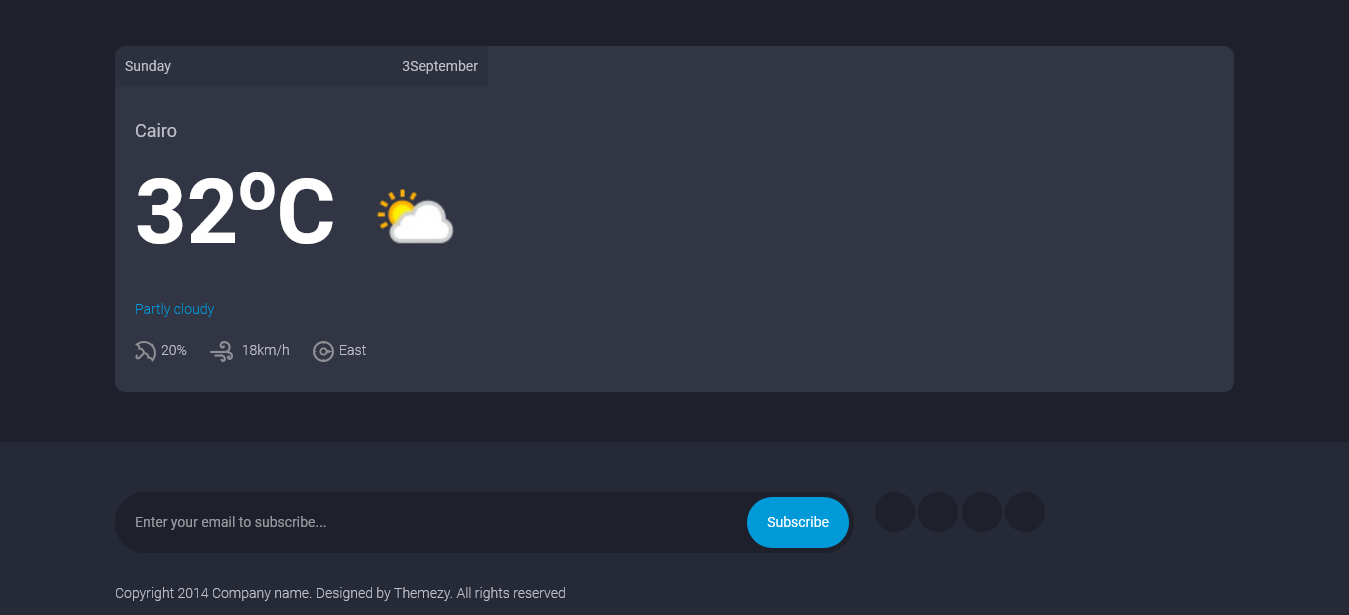 Sunday 3September
Cairo
32°C
Partly cloudy
20% 18km/h East
Enter your email to subscribe... Subscribe
Copyright 2014 Company name. Designed by Themezy. All rights reserved